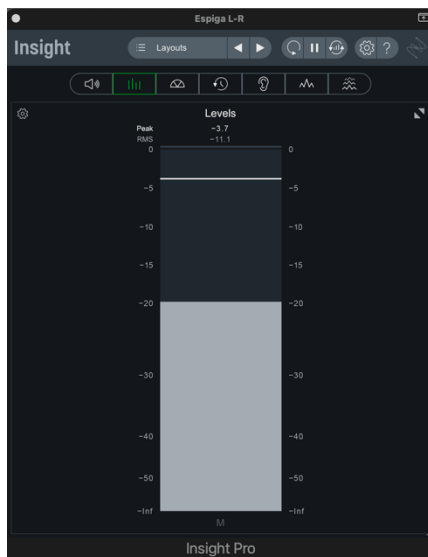 Espiga L-R
Insight
Layouts
?
Levels
Peak -3.7
RMS -11.1
0 0
-5 -5
-10 -10
-15 -15
-20 -20
-30 -30
-40 -40
-50 -50
-Inf -Inf
M
Insight Pro